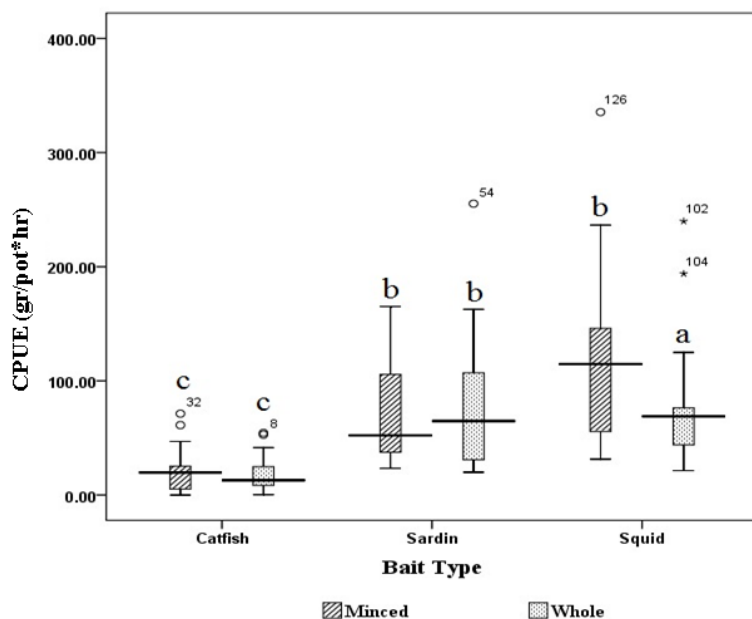 400.00
126
300.00
54
102
b
104
200.00
b
b
a
CPUE (gr/pot*hr)
100.00
c
c
32
8
0.00
Catfish Sardin Squid
Bait Type
Minced Whole